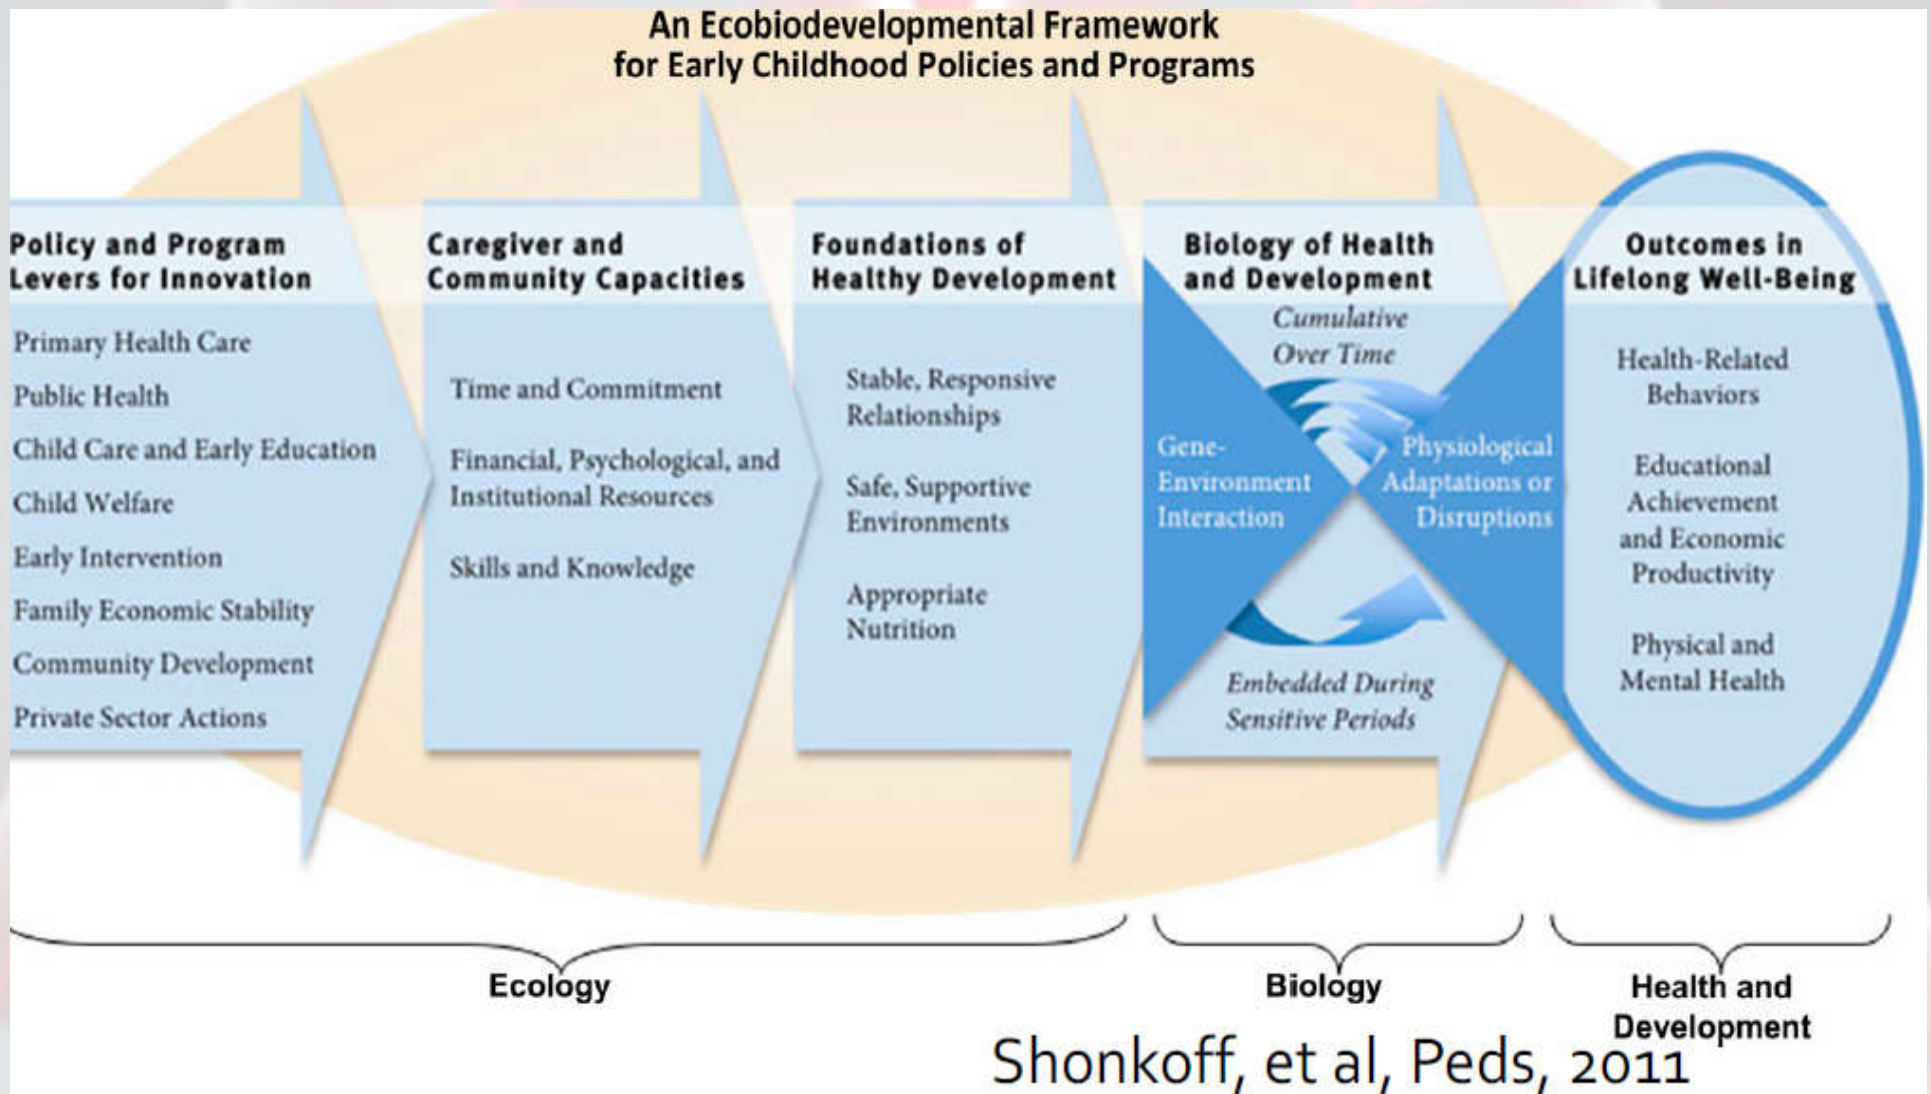 An Ecobiodevelopmental Framework
for Early Childhood Policies and Programs
Policy and Program
Levers for Innovation
Primary Health Care
Public Health
Child Care and Early Education
Child Welfare
Early Intervention
Family Economic Stability
Community Development
Private Sector Actions
Caregiver and
Community Capacities
Time and Commitment
Financial, Psychological, and
Institutional Resources
Skills and Knowledge
Foundations of
Healthy Development
Stable, Responsive
Relationships
Safe, Supportive
Environments
Appropriate
Nutrition
Biology of Health
and Development
Cumulative
Over Time
Gene-
Environment
Interaction
Physiological
Adaptations or
Disruptions
Embedded During
Sensitive Periods
Outcomes in
Lifelong Well-Being
Health-Related
Behaviors
Educational
Achievement
and Economic
Productivity
Physical and
Mental Health
Ecology
Biology
Health and
Development
Shonkoff, et al, Peds, 2011